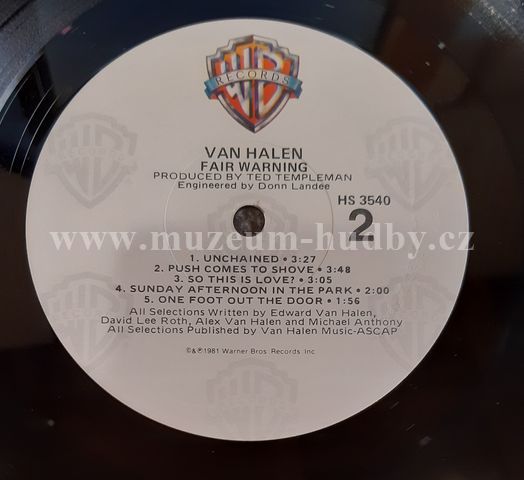 WB
RECORDS
VAN HALEN
FAIR WARNING
PRODUCED BY TED TEMPLEMAN
Engineered by Donn Landee
HS 3540
2
www.muzeum-hudby.cz
1. UNCHAINED • 3:27
2. PUSH COMES TO SHOVE • 3:48
3. SO THIS IS LOVE? • 3:05
4. SUNDAY AFTERNOON IN THE PARK • 2:00
5. ONE FOOT OUT THE DOOR • 1:56
All Selections Written by Edward Van Halen,
David Lee Roth, Alex Van Halen and Michael Anthony
All Selections Published by Van Halen Music-ASCAP
©&℗1981 Warner Bros. Records Inc.